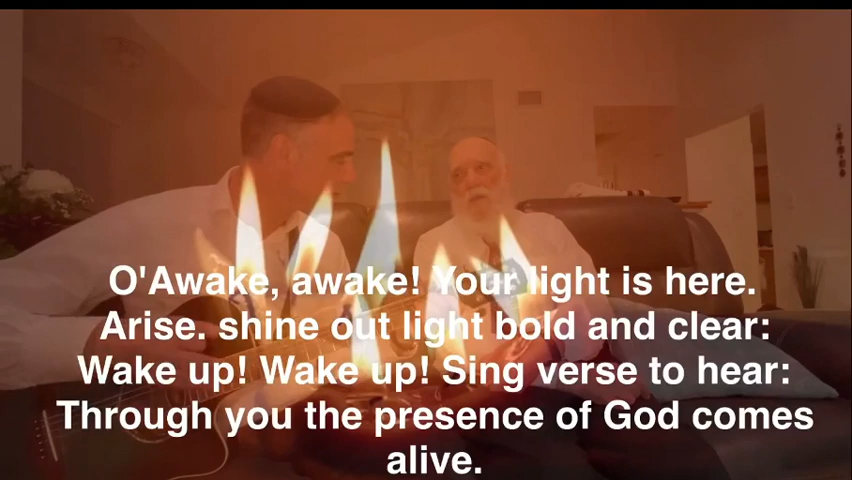 O'Awake, awake! Your light is here.
Arise. shine out light bold and clear:
Wake up! Wake up! Sing verse to hear:
Through you the presence of God comes
alive.